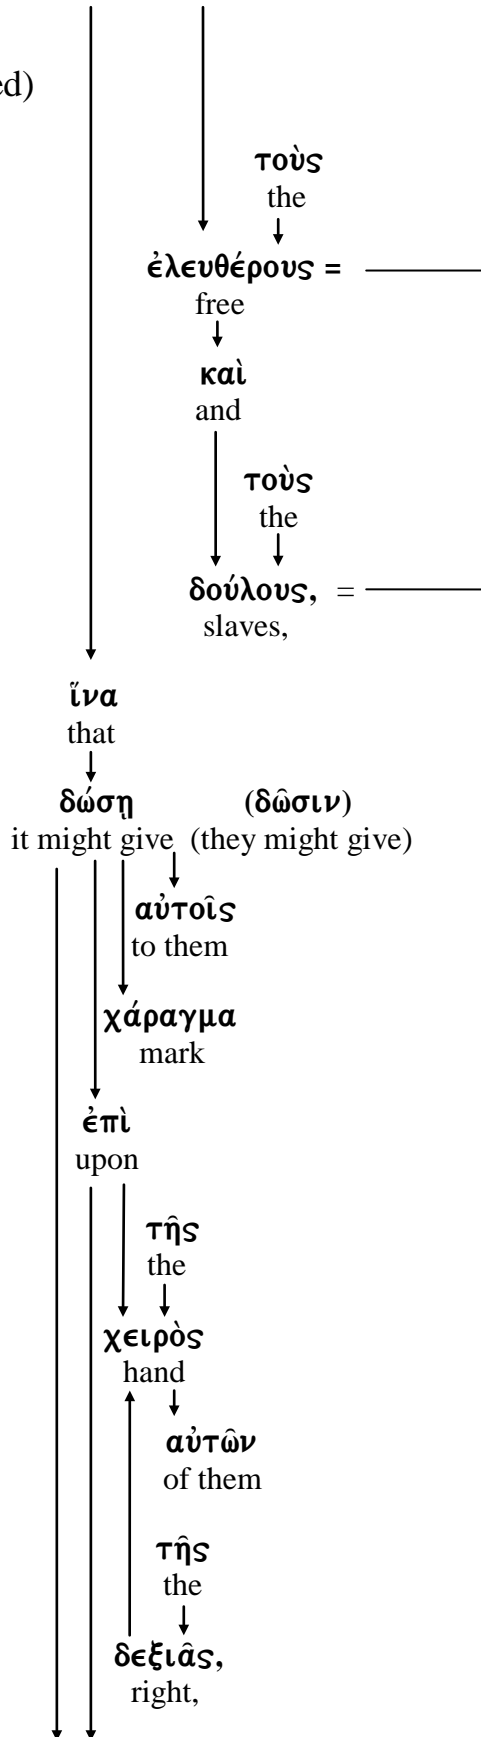 ed)
τοὺς
the
ἐλευθέρους =
free
καὶ
and
τοὺς
the
δούλους, =
slaves,
ἵνα
that
δώσῃ (δῶσιν)
it might give (they might give)
αὐτοῖς
to them
χάραγμα
mark
ἐπὶ
upon
τῆς
the
χειρὸς
hand
αὐτῶν
of them
τῆς
the
δεξιᾶς,
right,